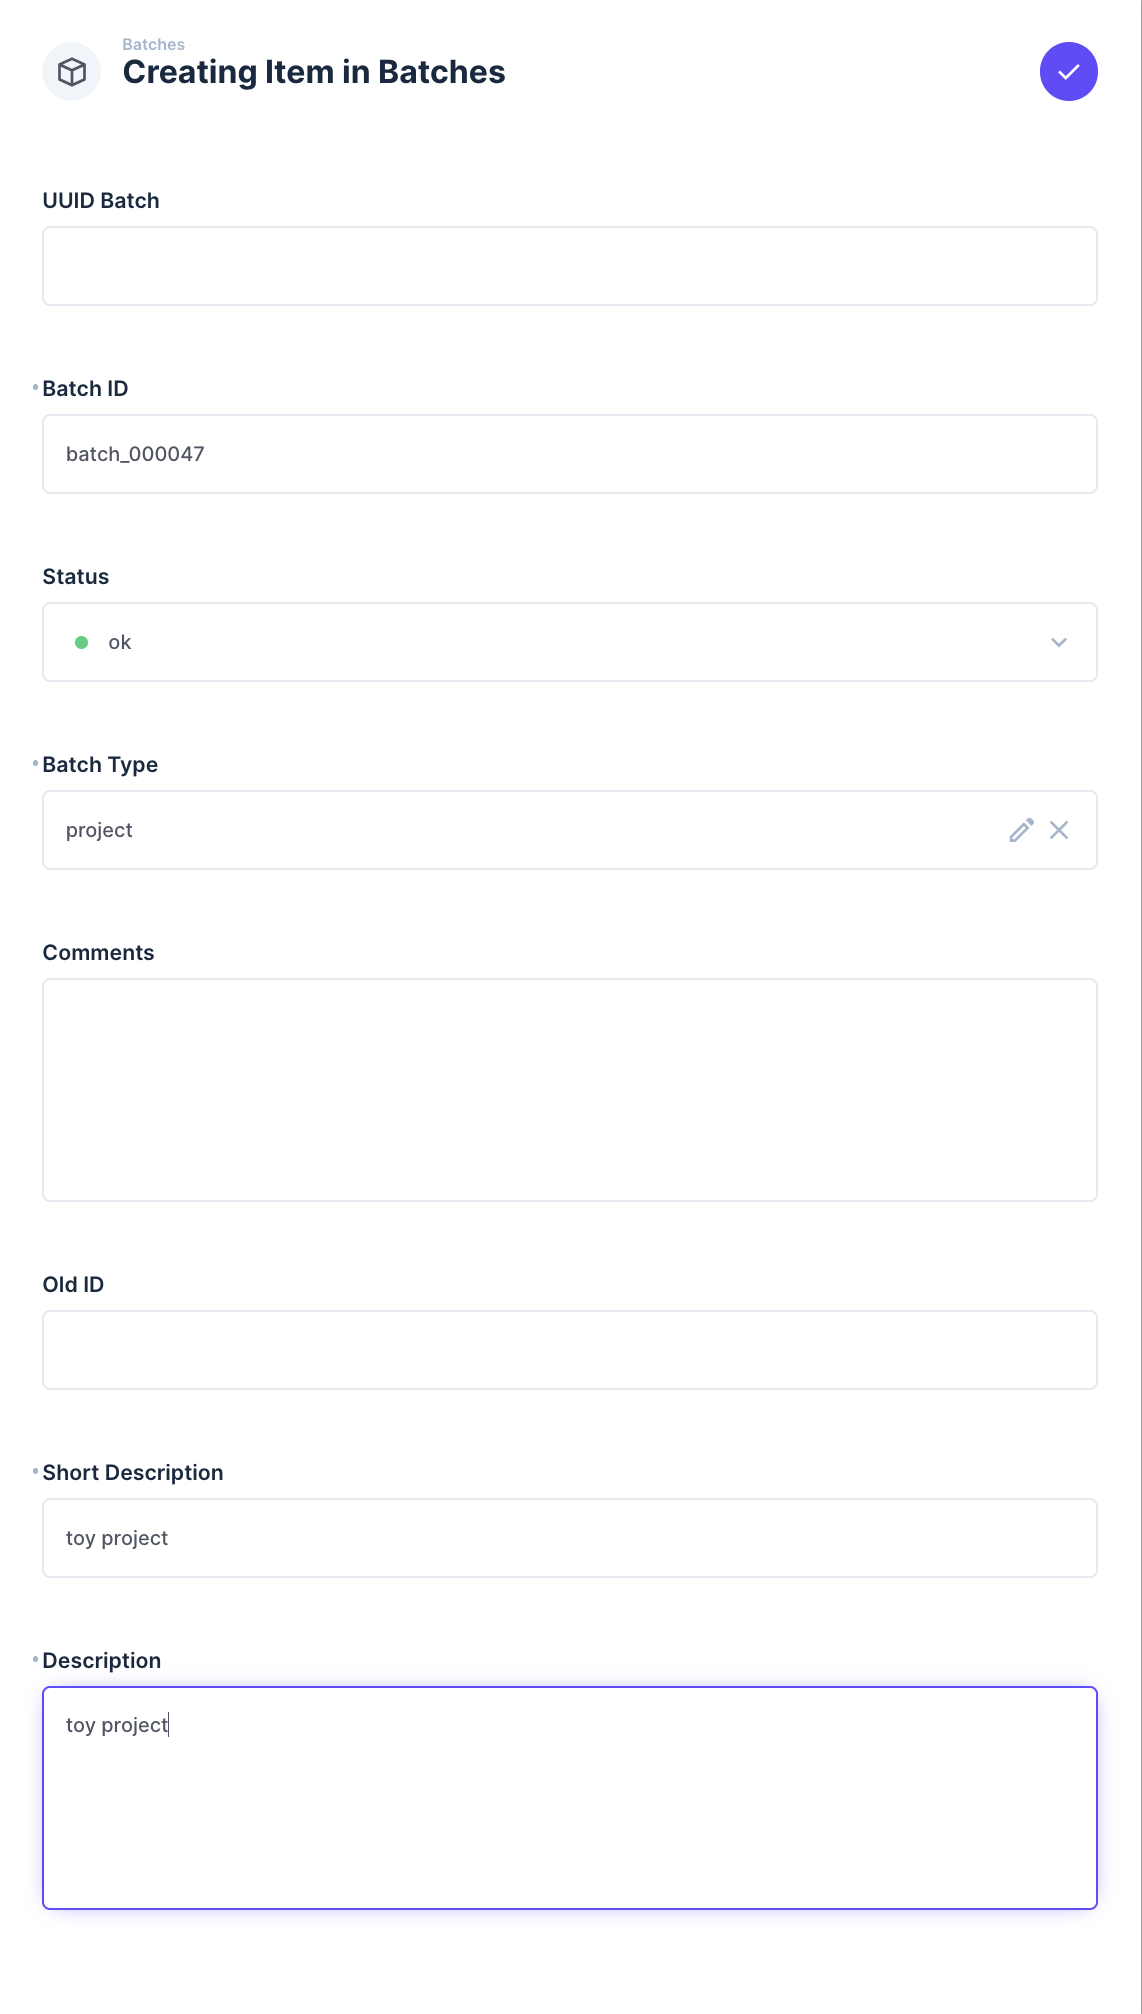 Batches
Creating Item in Batches
UUID Batch
Batch ID
batch_000047
Status
ok
Batch Type
project
Comments
Old ID
Short Description
toy project
Description
toy project